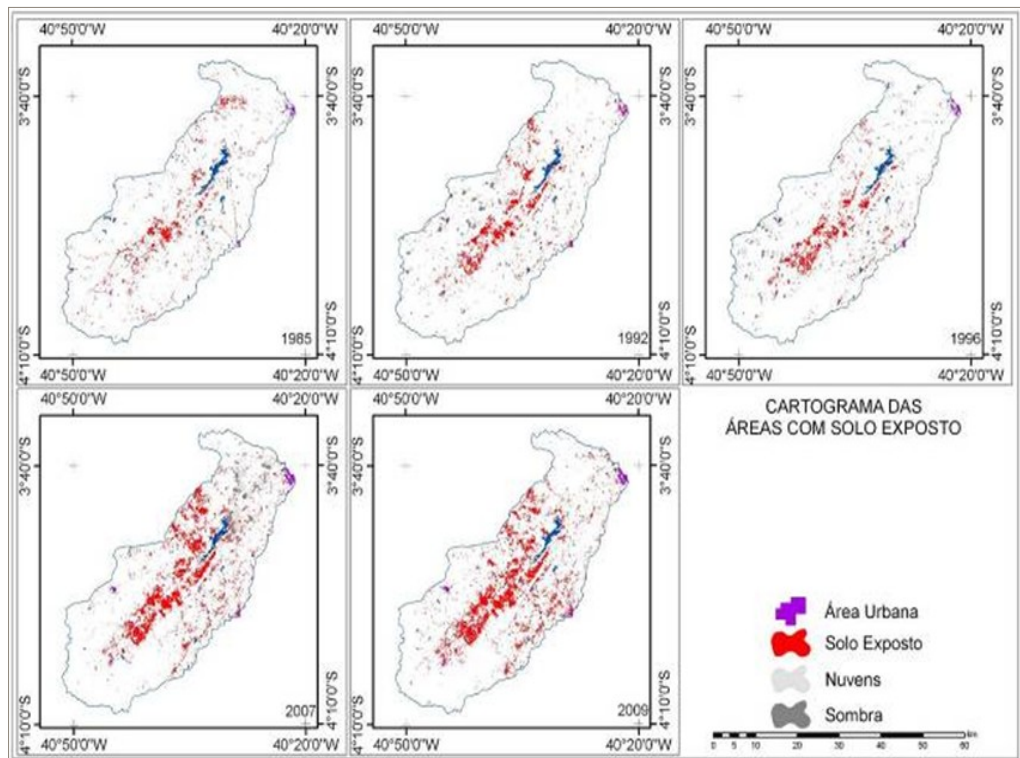 40°50'0"W 40°20'0"W
40°50'0"W 40°20'0"W
40°50'0"W 40°20'0"W
3°40'0"S 3°40'0"S
3°40'0"S 3°40'0"S
3°40'0"S 3°40'0"S
4°10'0"S 1985 4°10'0"S
4°10'0"S 1992 4°10'0"S
4°10'0"S 1996 4°10'0"S
40°50'0"W 40°20'0"W
40°50'0"W 40°20'0"W
40°50'0"W 40°20'0"W
40°50'0"W 40°20'0"W
40°50'0"W 40°20'0"W
3°40'0"S 3°40'0"S
3°40'0"S 3°40'0"S
4°10'0"S 2007 4°10'0"S
4°10'0"S 2009 4°10'0"S
40°50'0"W 40°20'0"W
40°50'0"W 40°20'0"W
CARTOGRAMA DAS
ÁREAS COM SOLO EXPOSTO
Área Urbana
Solo Exposto
Nuvens
Sombra
km
0 5 10 20 30 40 50 60